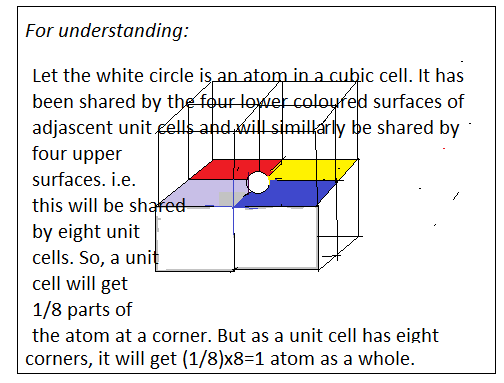 For understanding:
Let the white circle is an atom in a cubic cell. It has
been shared by the four lower coloured surfaces of
adjascent unit cells and will simillarly be shared by
four upper
surfaces. i.e.
this will be shared
by eight unit
cells. So, a unit
cell will get
1/8 parts of
the atom at a corner. But as a unit cell has eight
corners, it will get (1/8)x8=1 atom as a whole.